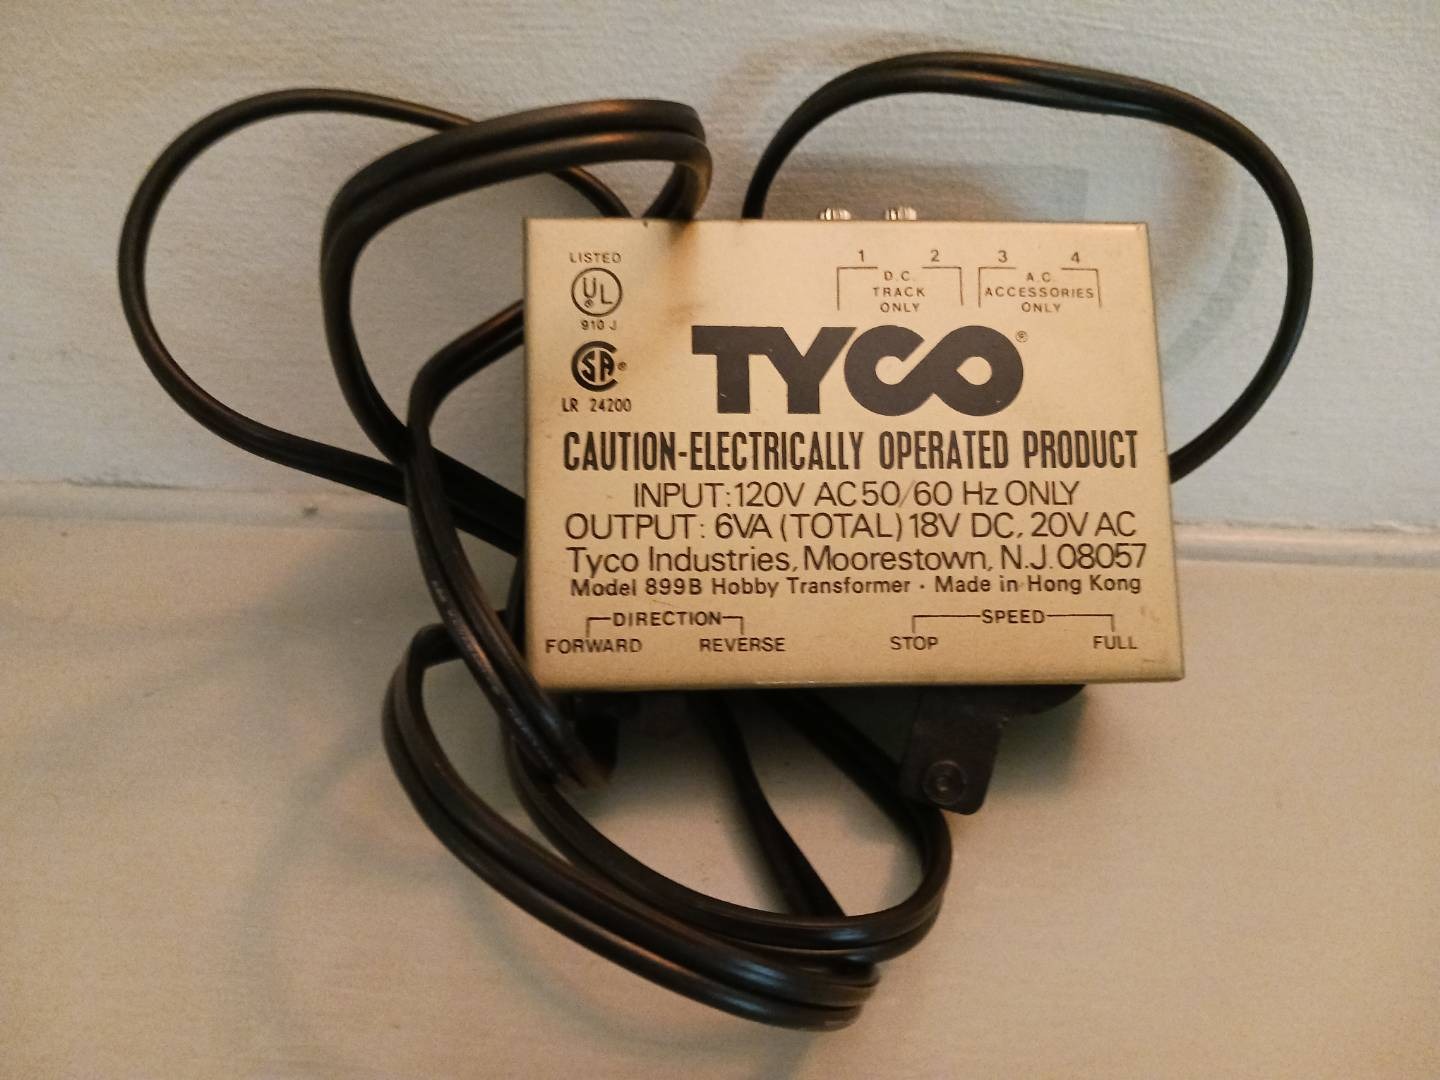 LISTED
UL ®
910 J
SA ®
LR 24200
1 2 3 4
D.C. TRACK ONLY
A.C. ACCESSORIES ONLY
TYCO®
CAUTION-ELECTRICALLY OPERATED PRODUCT
INPUT:120V AC 50/60 Hz ONLY
OUTPUT: 6VA (TOTAL) 18V DC, 20V AC
Tyco Industries, Moorestown, N.J. 08057
Model 899B Hobby Transformer · Made in Hong Kong
DIRECTION
FORWARD REVERSE
SPEED
STOP FULL